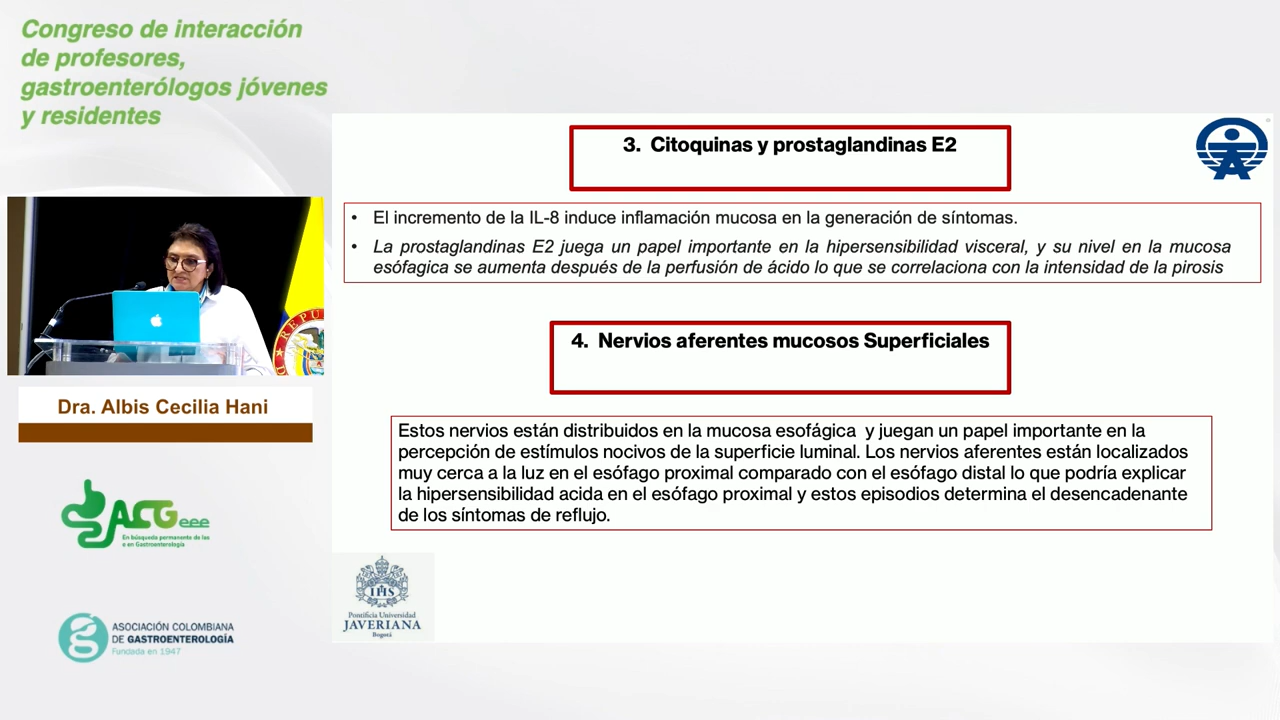 Congreso de interacción
de profesores,
gastroenterólogos jóvenes
y residentes
3. Citoquinas y prostaglandinas E2
• El incremento de la IL-8 induce inflamación mucosa en la generación de síntomas.
• La prostaglandinas E2 juega un papel importante en la hipersensibilidad visceral, y su nivel en la mucosa
esófagica se aumenta después de la perfusión de ácido lo que se correlaciona con la intensidad de la pirosis
4. Nervios aferentes mucosos Superficiales
Estos nervios están distribuidos en la mucosa esofágica y juegan un papel importante en la
percepción de estímulos nocivos de la superficie luminal. Los nervios aferentes están localizados
muy cerca a la luz en el esófago proximal comparado con el esófago distal lo que podría explicar
la hipersensibilidad acida en el esófago proximal y estos episodios determina el desencadenante
de los síntomas de reflujo.
REPU
Dra. Albis Cecilia Hani
ACGeee
En búsqueda permanente de las
e en Gastroenterología
ASOCIACIÓN COLOMBIANA
DE GASTROENTEROLOGÍA
Fundada en 1947
IHS
Pontificia Universidad
JAVERIANA
Bogotá